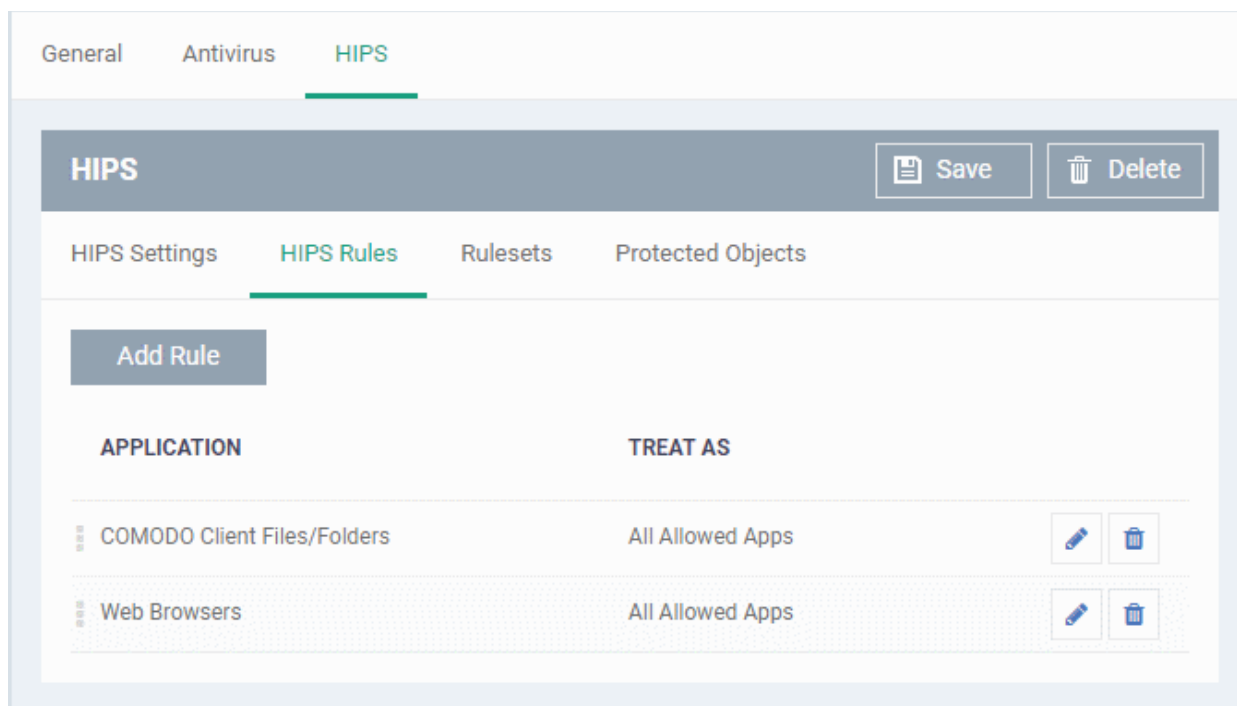 General Antivirus HIPS
HIPS Save Delete
HIPS Settings HIPS Rules Rulesets Protected Objects
Add Rule
APPLICATION TREAT AS
COMODO Client Files/Folders All Allowed Apps
Web Browsers All Allowed Apps